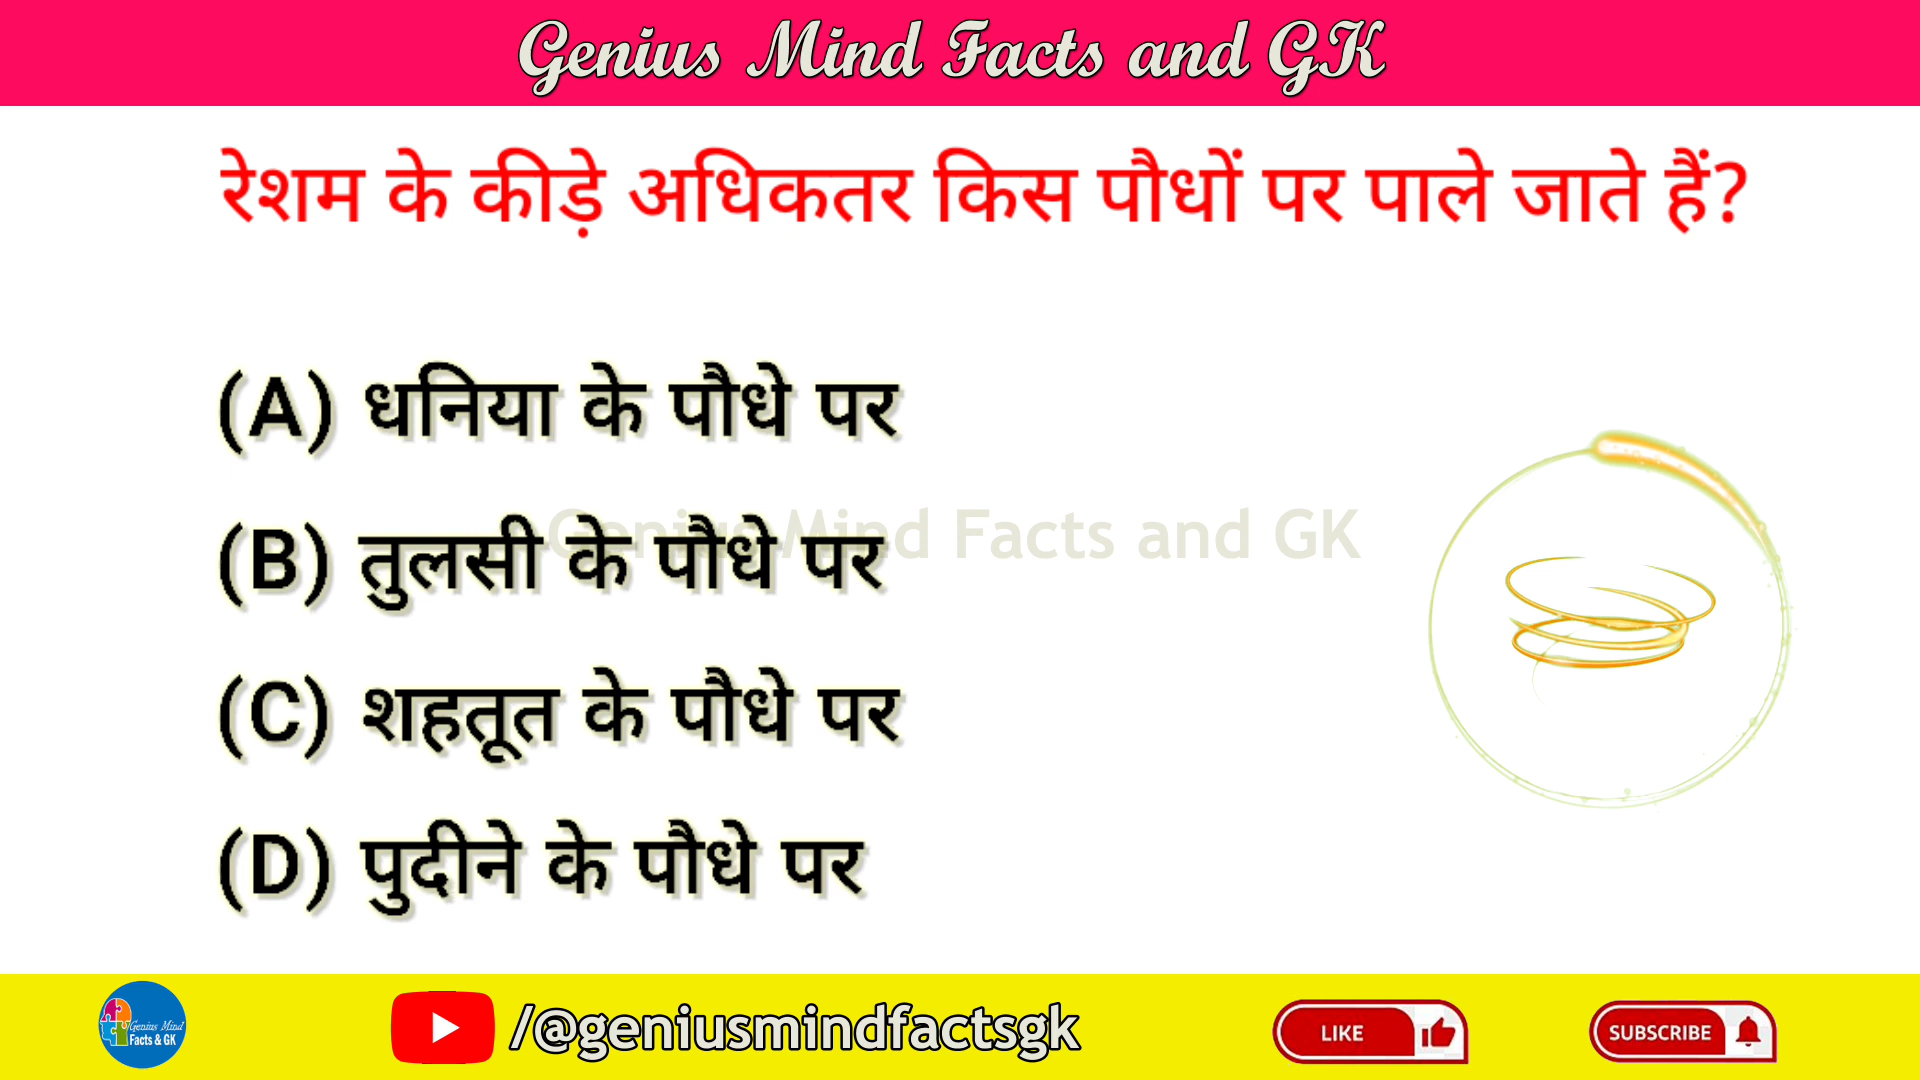 Genius Mind Facts and GK
रेशम के कीड़े अधिकतर किस पौधों पर पाले जाते हैं?
(A) धनिया के पौधे पर
Genius Mind Facts and GK
(B) तुलसी के पौधे पर
(C) शहतूत के पौधे पर
(D) पुदीने के पौधे पर
Genius Mind
Facts & GK
/@geniusmindfactsgk
LIKE
SUBSCRIBE